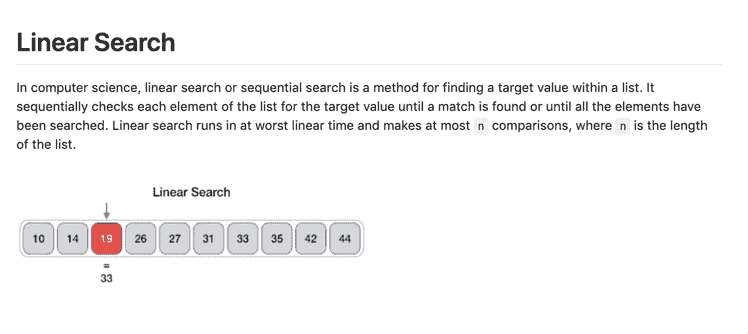 Linear Search
In computer science, linear search or sequential search is a method for finding a target value within a list. It
sequentially checks each element of the list for the target value until a match is found or until all the elements have
been searched. Linear search runs in at worst linear time and makes at most n comparisons, where n is the length
of the list.
Linear Search
10 14 19 26 27 31 33 35 42 44
=
33